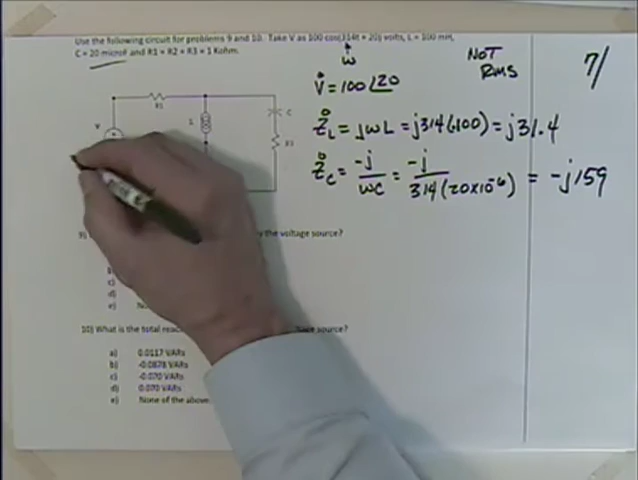 Use the following circuit for problems 9 and 10. Take V as 100 cos(314t + 20) volts, L = 100 mH,
C = 20 microF and R1 = R2 = R3 = 1 Kohm.
ω
NOT
RMS
7/
V = 100∠20
Z_L = jωL = j314(.100) = j31.4
Z_C = -j/ωC = -j/314(20x10^-6) = -j159
V
R1
L
C
R3
9)
the voltage source?
c)
d)
e)
10) What is the total reac
source?
a) 0.0117 VARs
b) -0.0878 VARs
c) -0.070 VARs
d) 0.070 VARs
e) None of the above